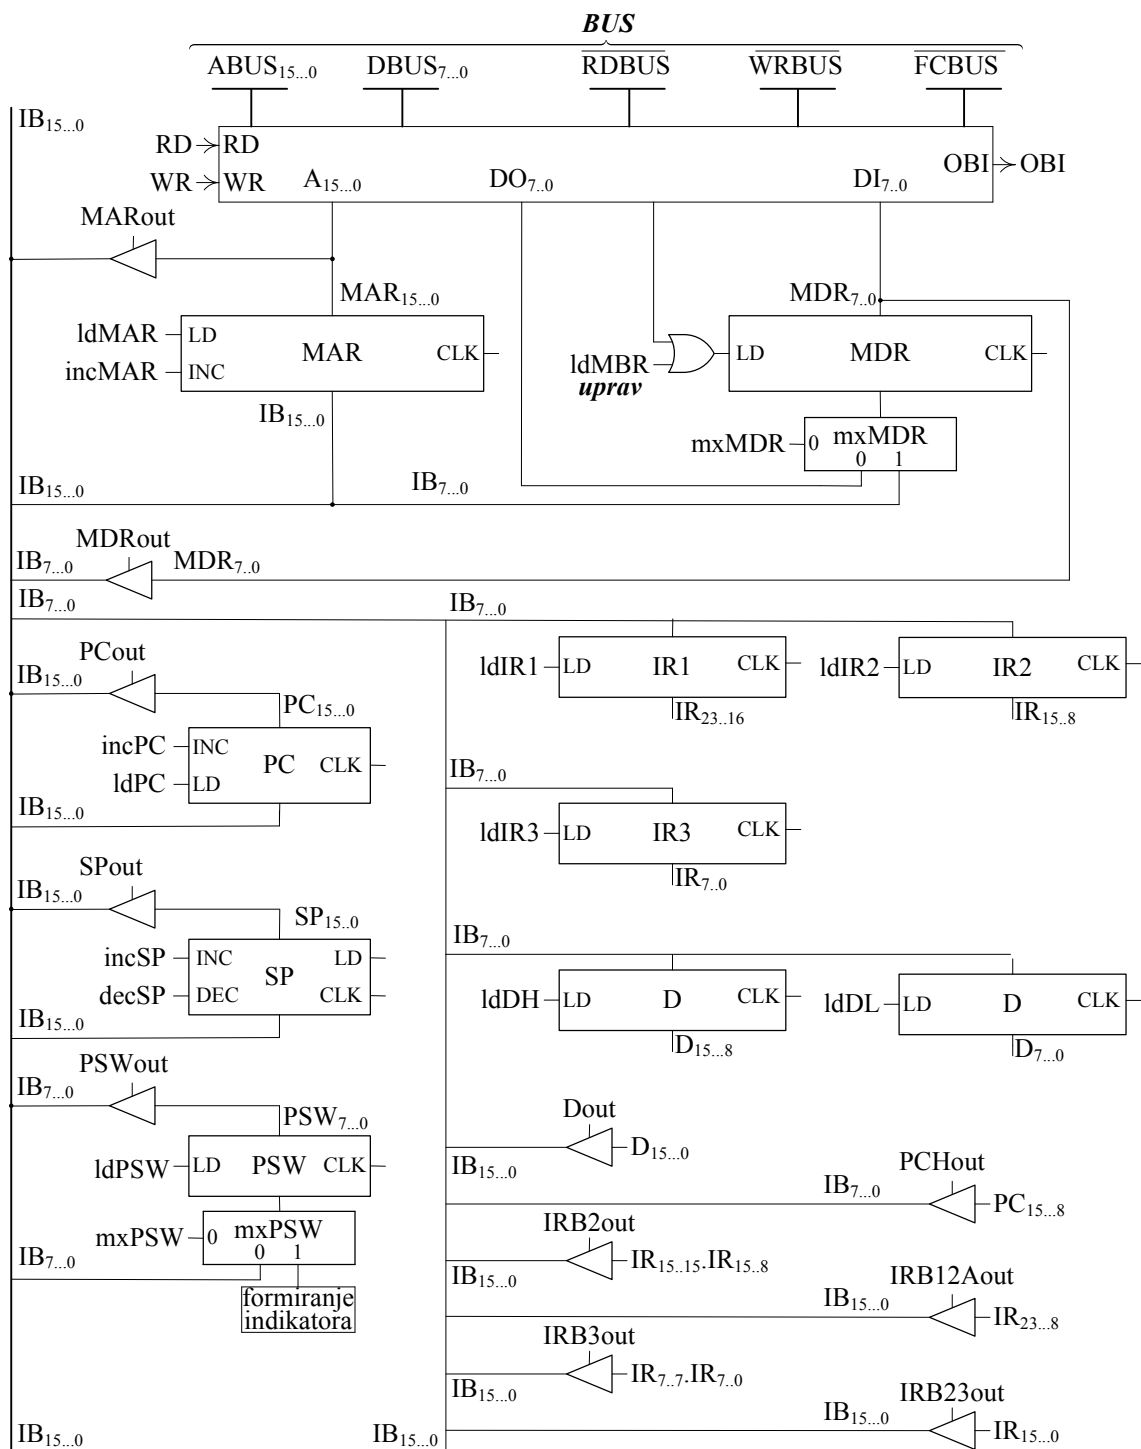 BUS
ABUS15...0 DBUS7...0 RDBUS WRBUS FCBUS
IB15...0
RD RD
OBI OBI
WR WR A15...0 DO7...0 DI7...0
MARout
MAR15...0 MDR7...0
ldMAR LD MAR CLK
incMAR INC
ldMBR LD MDR CLK
uprav
IB15...0
mxMDR 0 mxMDR
0 1
IB15...0 IB7...0
MDRout
IB7...0 MDR7...0
IB7...0 IB7...0
PCout
ldIR1 LD IR1 CLK ldIR2 LD IR2 CLK
IB15...0
PC15...0 IR23..16 IR15..8
incPC INC PC CLK
ldPC LD
IB7...0
IB15...0
ldIR3 LD IR3 CLK
SPout
IR7..0
IB15...0
SP15..0
IB7...0
incSP INC SP LD
decSP DEC CLK
ldDH LD D CLK ldDL LD D CLK
IB15...0
D15...8 D7...0
PSWout
IB7...0
PSW7...0
Dout
D15...0
ldPSW LD PSW CLK
IB15...0
PCHout
IB7...0
PC15...8
mxPSW 0 mxPSW
0 1
IRB2out
IB7...0
IR15..15.IR15..8
IB15...0
IRB12Aout
formiranje
indikatora
IB15...0
IR23...8
IRB3out
IR7..7.IR7..0
IB15...0
IRB23out
IB15...0
IR15...0
IB15...0 IB15...0